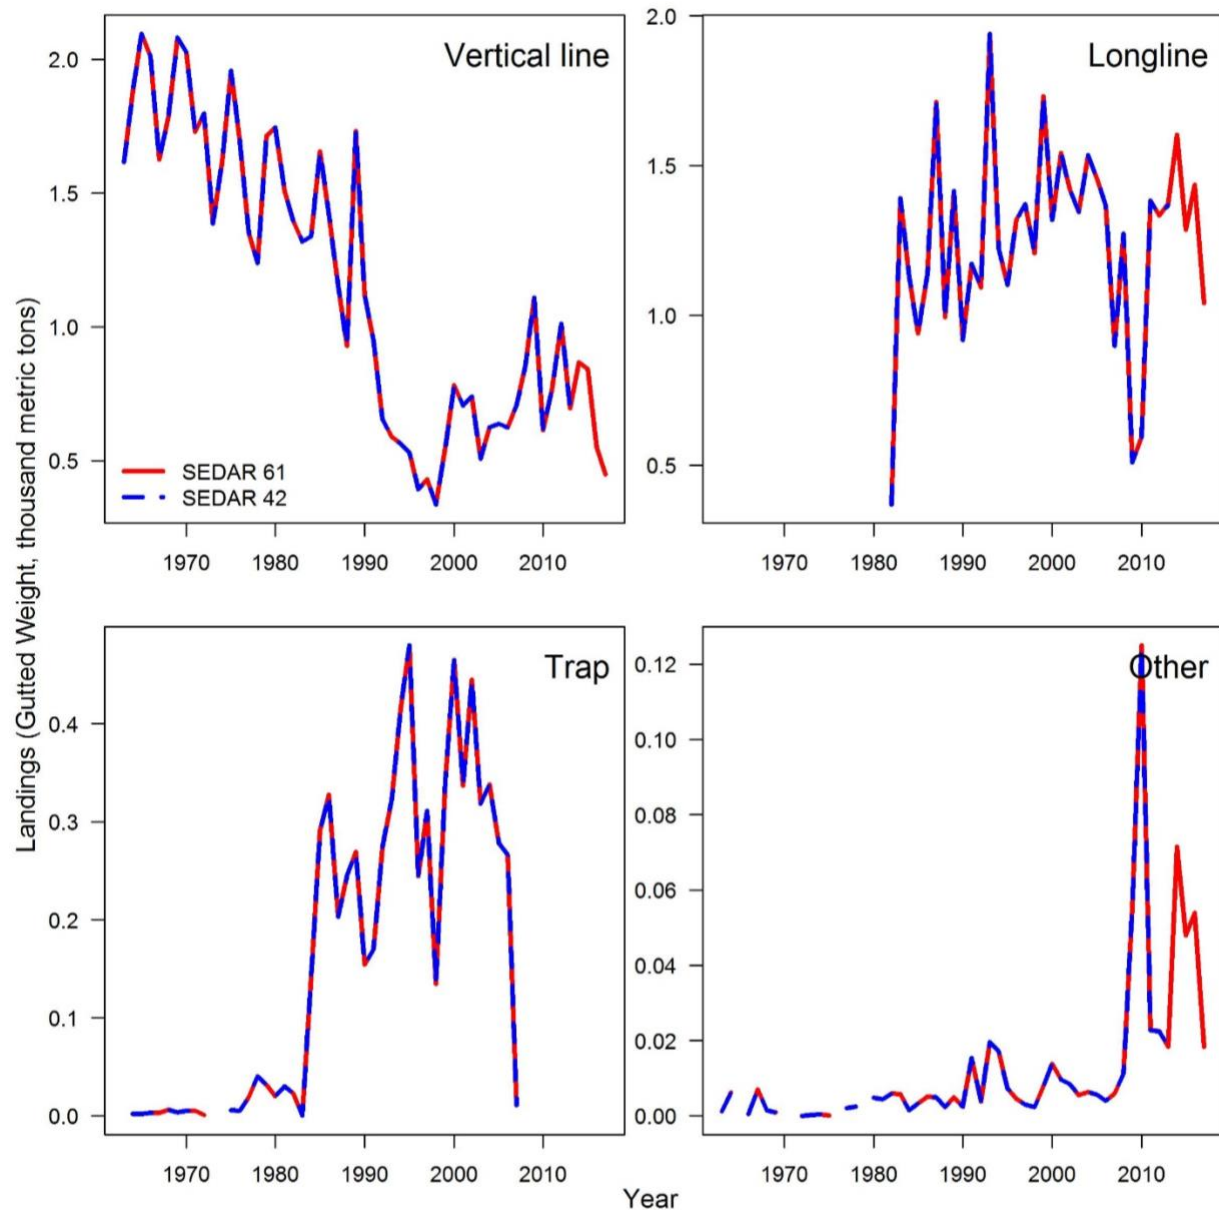 Vertical line
2.0
1.5
1.0
0.5
SEDAR 61
SEDAR 42
1970 1980 1990 2000 2010
Longline
2.0
1.5
1.0
0.5
1970 1980 1990 2000 2010
Landings (Gutted Weight, thousand metric tons)
Trap
0.4
0.3
0.2
0.1
0.0
1970 1980 1990 2000 2010
Other
0.12
0.10
0.08
0.06
0.04
0.02
0.00
1970 1980 1990 2000 2010
Year